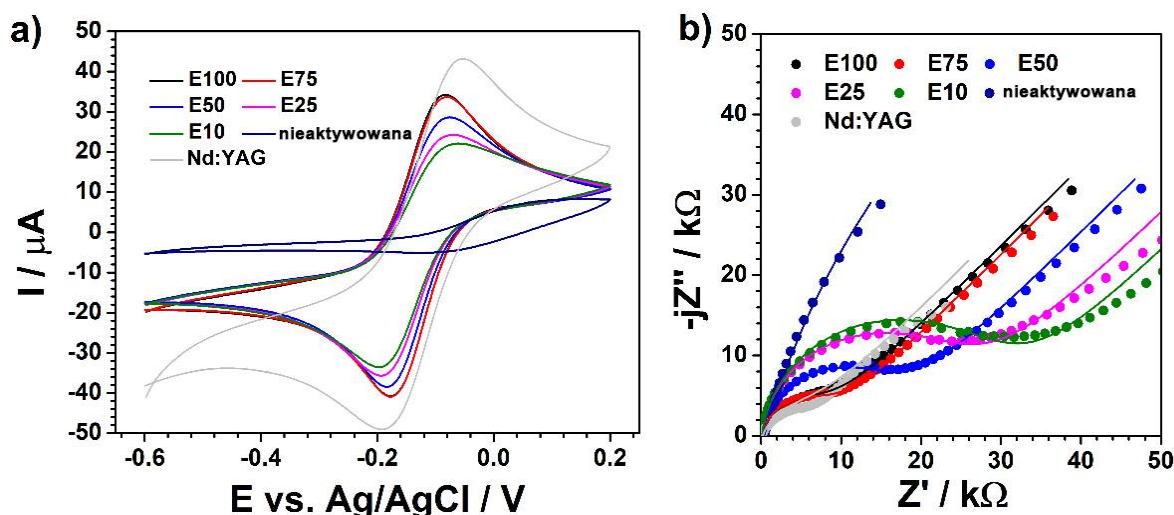 a)
50
40
30
20
10
0
-10
-20
-30
-40
-50
I / μA
E100 E75
E50 E25
E10 nieaktywowana
Nd:YAG
-0.6 -0.4 -0.2 0.0 0.2
E vs. Ag/AgCl / V
b)
50
40
30
20
10
0
-jZ'' / kΩ
E100 E75 E50
E25 E10 nieaktywowana
Nd:YAG
0 10 20 30 40 50
Z' / kΩ